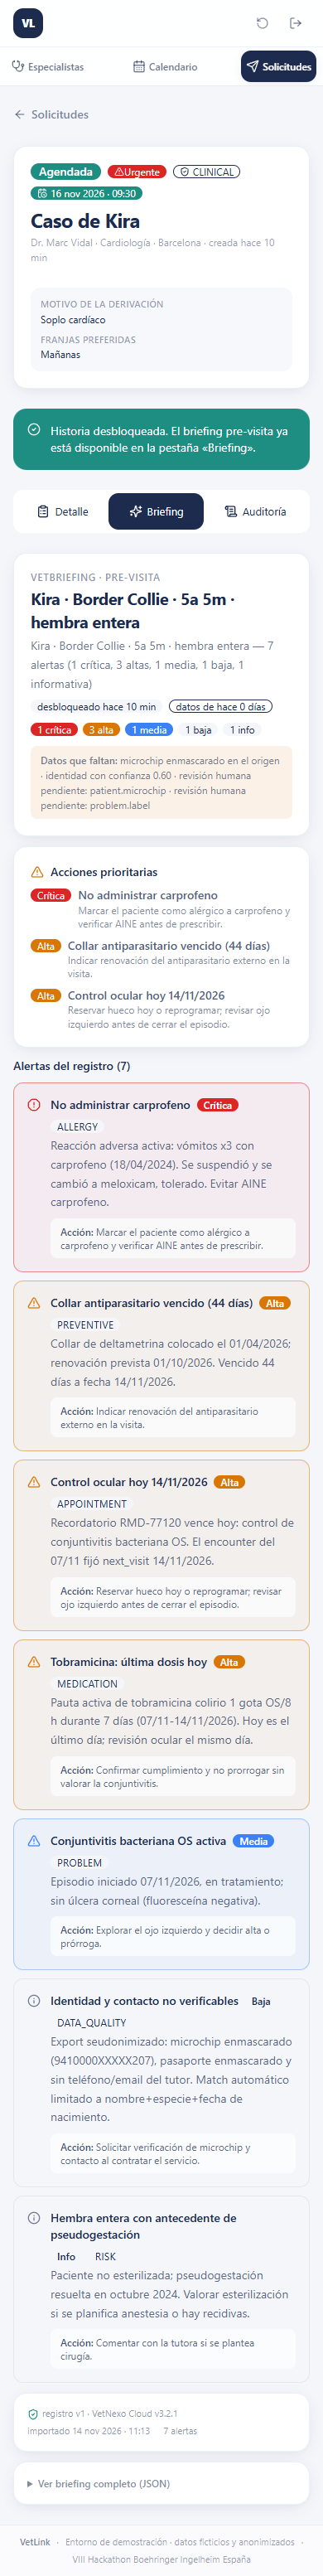 VL
Especialistas
Calendario
Solicitudes
Solicitudes
Agendada
Urgente
CLINICAL
16 nov 2026 · 09:30
Caso de Kira
Dr. Marc Vidal · Cardiología · Barcelona · creada hace 10
min
MOTIVO DE LA DERIVACIÓN
Soplo cardíaco
FRANJAS PREFERIDAS
Mañanas
Historia desbloqueada. El briefing pre-visita ya
está disponible en la pestaña «Briefing».
Detalle
Briefing
Auditoría
VETBRIEFING · PRE-VISITA
Kira · Border Collie · 5a 5m ·
hembra entera
Kira · Border Collie · 5a 5m · hembra entera — 7
alertas (1 crítica, 3 altas, 1 media, 1 baja, 1
informativa)
desbloqueado hace 10 min
datos de hace 0 días
1 crítica
3 alta
1 media
1 baja
1 info
Datos que faltan: microchip enmascarado en el origen
· identidad con confianza 0.60 · revisión humana
pendiente: patient.microchip · revisión humana
pendiente: problem.label
Acciones prioritarias
Crítica
No administrar carprofeno
Marcar el paciente como alérgico a carprofeno y
verificar AINE antes de prescribir.
Alta
Collar antiparasitario vencido (44 días)
Indicar renovación del antiparasitario externo en la
visita.
Alta
Control ocular hoy 14/11/2026
Reservar hueco hoy o reprogramar; revisar ojo
izquierdo antes de cerrar el episodio.
Alertas del registro (7)
No administrar carprofeno
Crítica
ALLERGY
Reacción adversa activa: vómitos x3 con
carprofeno (18/04/2024). Se suspendió y se
cambió a meloxicam, tolerado. Evitar AINE
carprofeno.
Acción: Marcar el paciente como alérgico a
carprofeno y verificar AINE antes de prescribir.
Collar antiparasitario vencido (44 días)
Alta
PREVENTIVE
Collar de deltametrina colocado el 01/04/2026;
renovación prevista 01/10/2026. Vencido 44
días a fecha 14/11/2026.
Acción: Indicar renovación del antiparasitario
externo en la visita.
Control ocular hoy 14/11/2026
Alta
APPOINTMENT
Recordatorio RMD-77120 vence hoy: control de
conjuntivitis bacteriana OS. El encounter del
07/11 fijó next_visit 14/11/2026.
Acción: Reservar hueco hoy o reprogramar; revisar
ojo izquierdo antes de cerrar el episodio.
Tobramicina: última dosis hoy
Alta
MEDICATION
Pauta activa de tobramicina colirio 1 gota OS/8
h durante 7 días (07/11-14/11/2026). Hoy es el
último día; revisión ocular el mismo día.
Acción: Confirmar cumplimiento y no prorrogar sin
valorar la conjuntivitis.
Conjuntivitis bacteriana OS activa
Media
PROBLEM
Episodio iniciado 07/11/2026, en tratamiento;
sin úlcera corneal (fluoresceína negativa).
Acción: Explorar el ojo izquierdo y decidir alta o
prórroga.
Identidad y contacto no verificables
Baja
DATA_QUALITY
Export seudonimizado: microchip enmascarado
(9410000XXXXX207), pasaporte enmascarado y
sin teléfono/email del tutor. Match automático
limitado a nombre+especie+fecha de
nacimiento.
Acción: Solicitar verificación de microchip y
contacto al contratar el servicio.
Hembra entera con antecedente de
pseudogestación
Info
RISK
Paciente no esterilizada; pseudogestación
resuelta en octubre 2024. Valorar esterilización
si se planifica anestesia o hay recidivas.
Acción: Comentar con la tutora si se plantea
cirugía.
registro v1 · VetNexo Cloud v3.2.1
importado 14 nov 2026 · 11:13
7 alertas
Ver briefing completo (JSON)
VetLink · Entorno de demostración · datos ficticios y anonimizados ·
VIII Hackathon Boehringer Ingelheim España